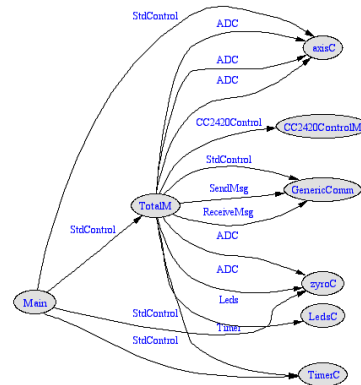 StdControl
ADC
axisC
ADC
ADC
CC2420Control
CC2420ControlM
StdControl
SendMsg
GenericComm
TotalM
ReceiveMsg
StdControl
ADC
ADC
zyroC
Leds
Main
StdControl
LedsC
Timer
StdControl
TimerC